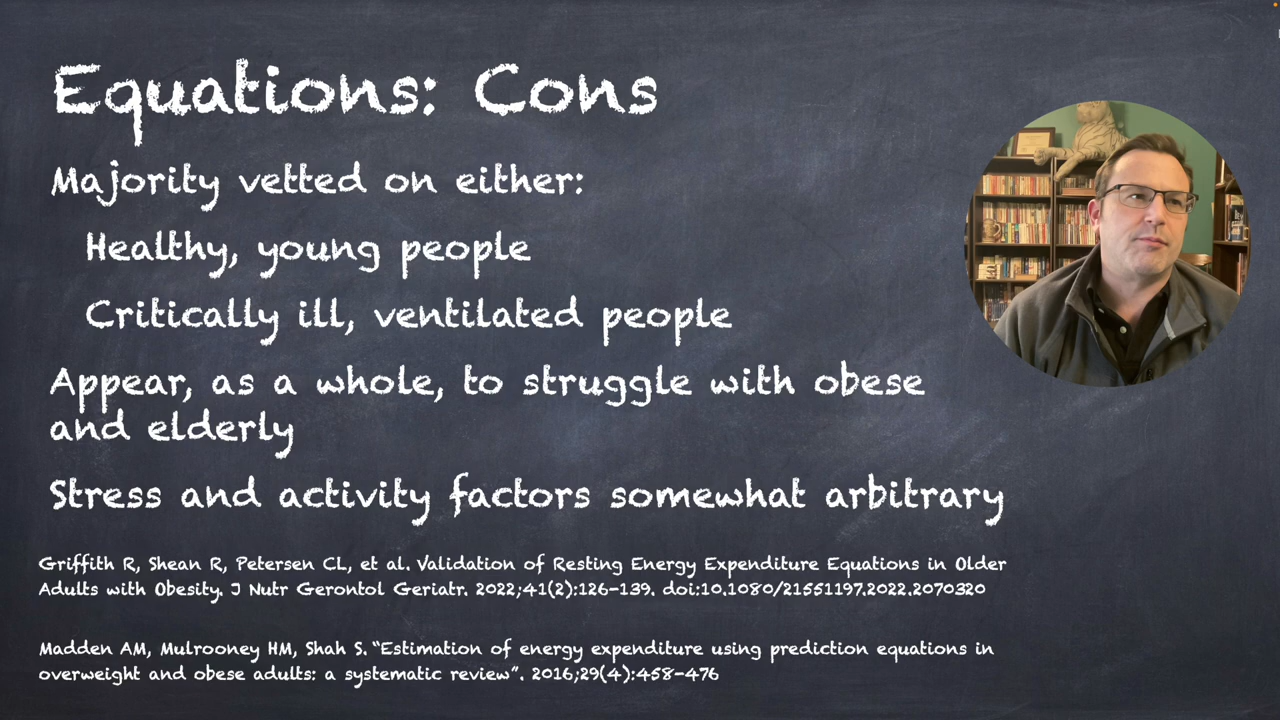 Equations: Cons
Majority vetted on either:
Healthy, young people
Critically ill, ventilated people
Appear, as a whole, to struggle with obese
and elderly
Stress and activity factors somewhat arbitrary
Griffith R, Shean R, Petersen CL, et al. Validation of Resting Energy Expenditure Equations in Older
Adults with Obesity. J Nutr Gerontol Geriatr. 2022;41(2):126-139. doi:10.1080/21551197.2022.2070320
Madden AM, Mulrooney HM, Shah S. “Estimation of energy expenditure using prediction equations in
overweight and obese adults: a systematic review”. 2016;29(4):458-476